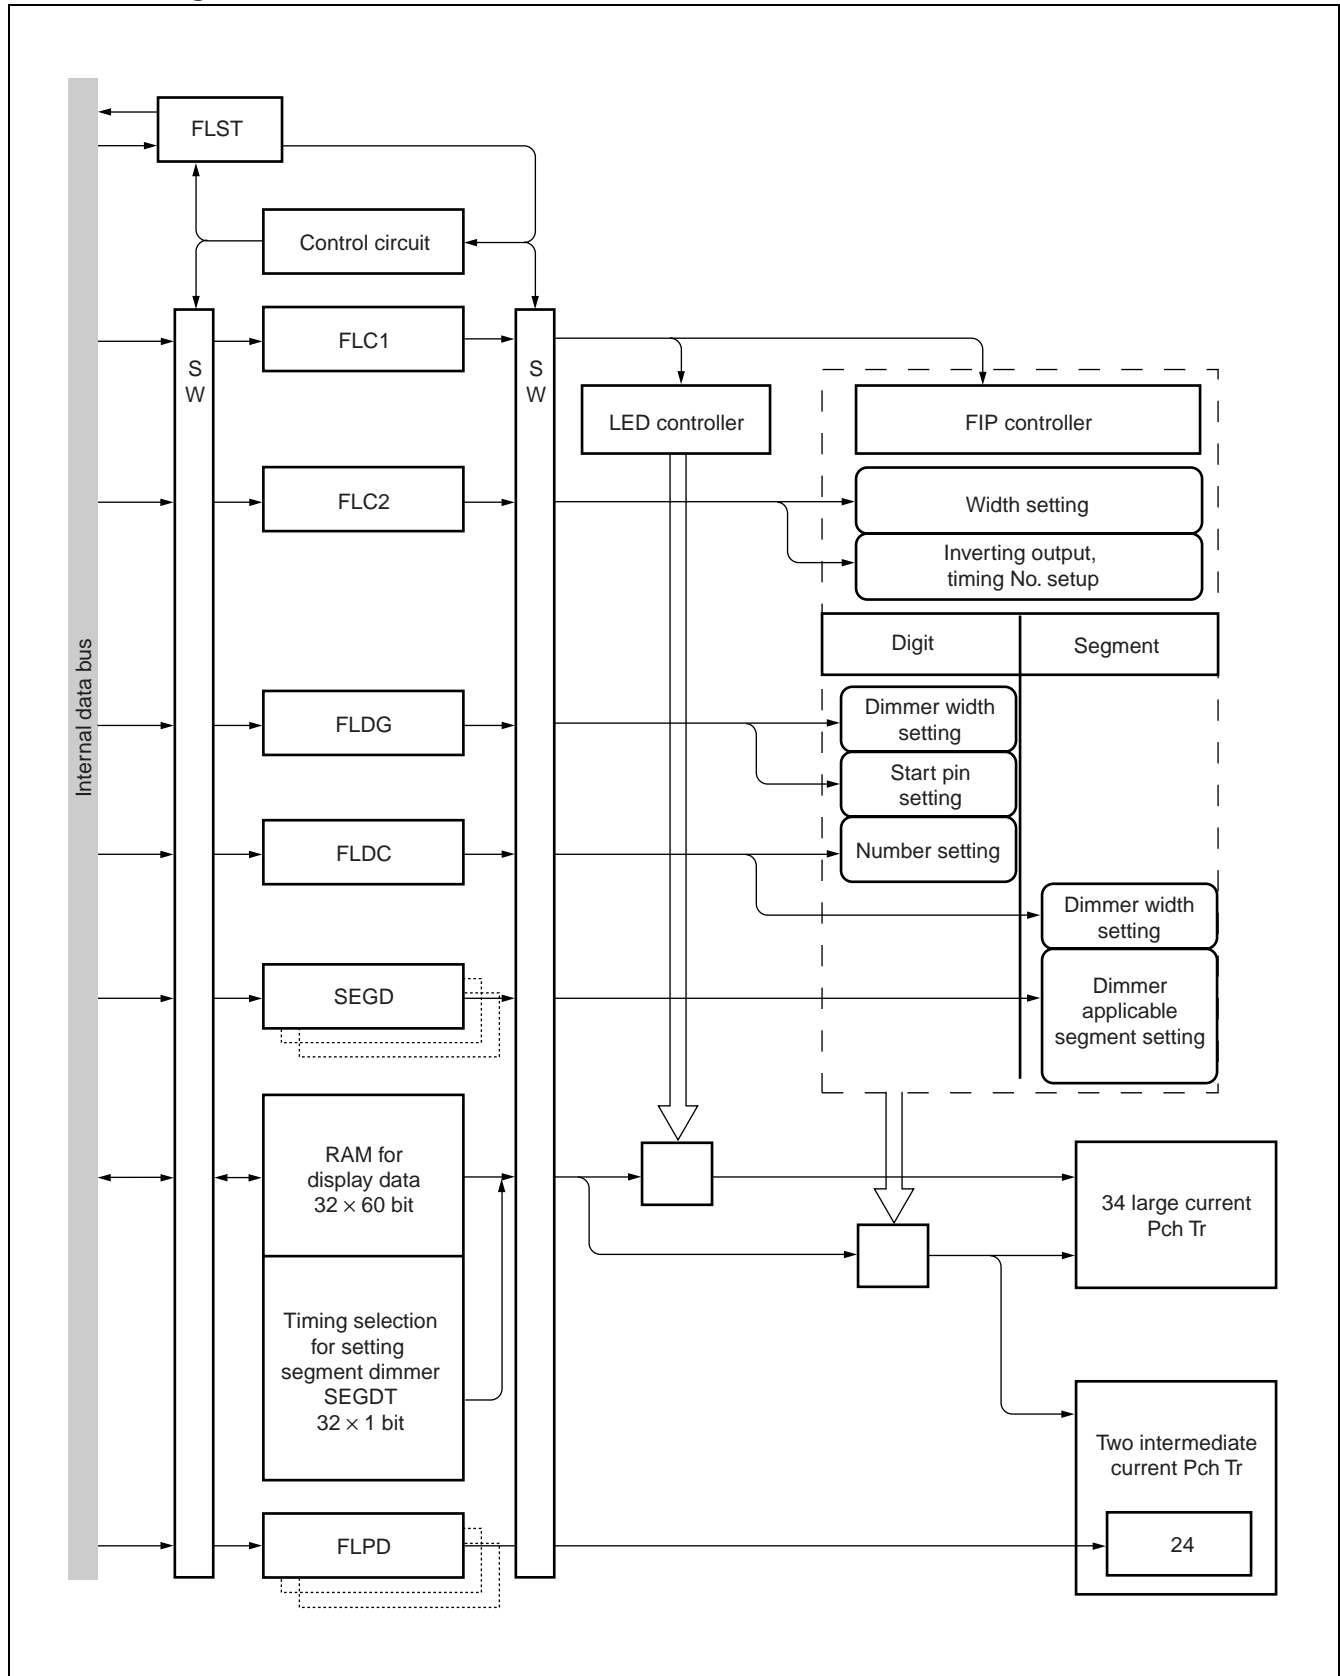 FLST
Control circuit
FLC1
S
W
S
W
LED controller
FIP controller
FLC2
Width setting
Inverting output,
timing No. setup
Digit
Segment
Internal data bus
FLDG
Dimmer width
setting
Start pin
setting
FLDC
Number setting
Dimmer width
setting
SEGD
Dimmer
applicable
segment setting
RAM for
display data
32 × 60 bit
34 large current
Pch Tr
Timing selection
for setting
segment dimmer
SEGDT
32 × 1 bit
Two intermediate
current Pch Tr
FLPD
24